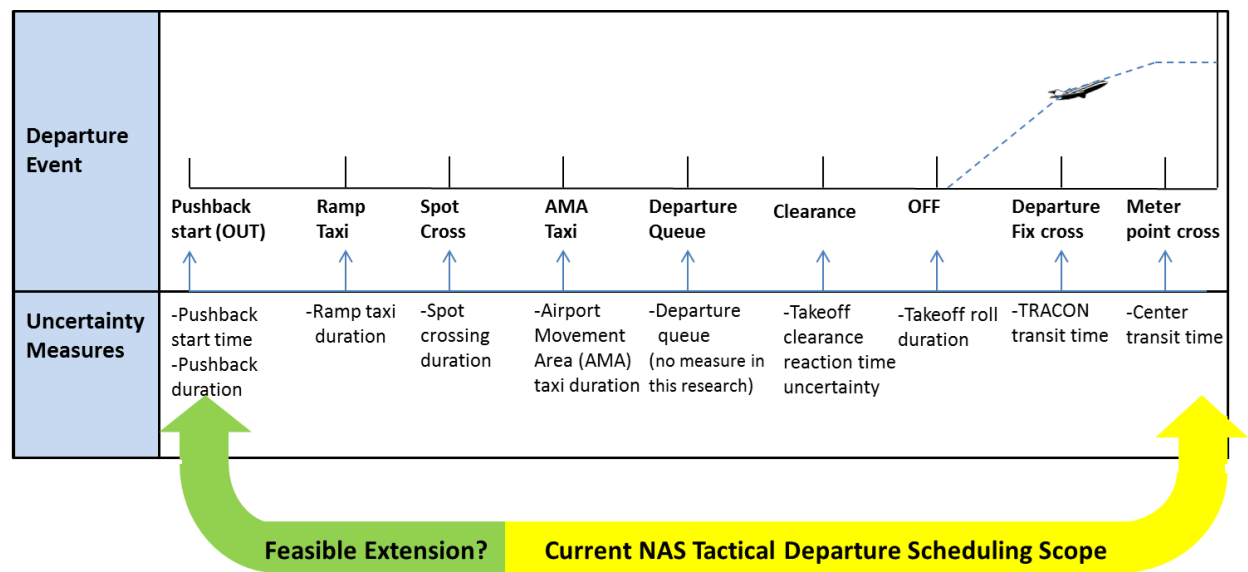 Departure
Event
Pushback
start (OUT)
Ramp
Taxi
Spot
Cross
AMA
Taxi
Departure
Queue
Clearance
OFF
Departure
Fix cross
Meter
point cross
Uncertainty
Measures
-Pushback
start time
-Pushback
duration
-Ramp taxi
duration
-Spot
crossing
duration
-Airport
Movement
Area (AMA)
taxi duration
-Departure
queue
(no measure in
this research)
-Takeoff
clearance
reaction time
uncertainty
-Takeoff roll
duration
-TRACON
transit time
-Center
transit time
Feasible Extension?
Current NAS Tactical Departure Scheduling Scope